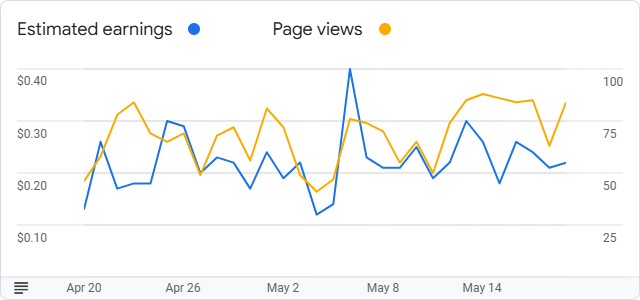 Estimated earnings
Page views
$0.40
100
$0.30
75
$0.20
50
$0.10
25
Apr 20
Apr 26
May 2
May 8
May 14